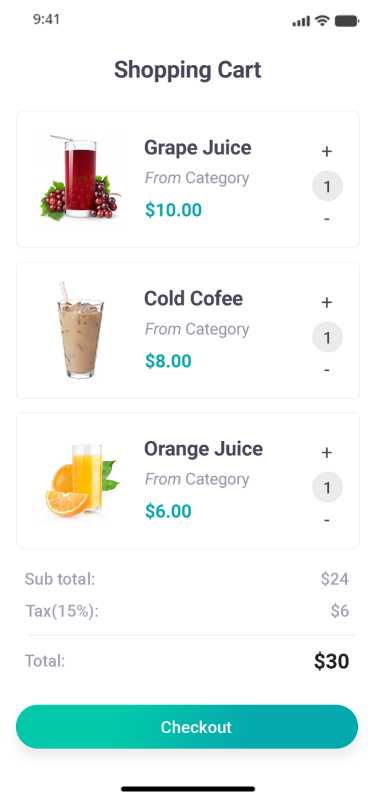 9:41
Shopping Cart
Grape Juice
From Category
$10.00
+
1
-
Cold Cofee
From Category
$8.00
+
1
-
Orange Juice
From Category
$6.00
+
1
-
Sub total: $24
Tax(15%): $6
Total: $30
Checkout